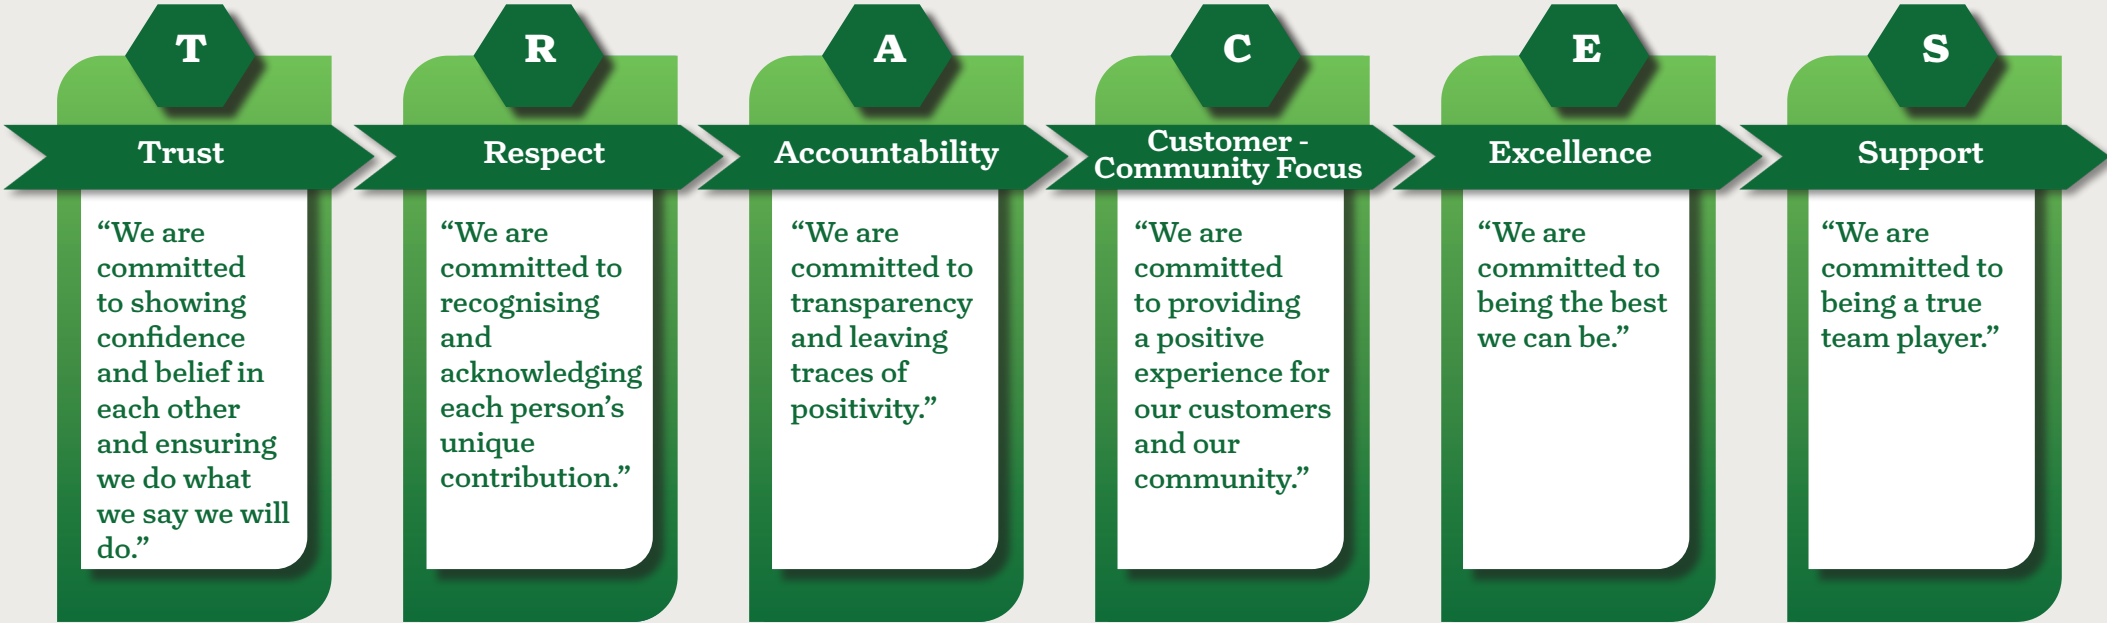 T
Trust
“We are
committed
to showing
confidence
and belief in
each other
and ensuring
we do what
we say we will
do.”
R
Respect
“We are
committed to
recognising
and
acknowledging
each person’s
unique
contribution.”
A
Accountability
“We are
committed to
transparency
and leaving
traces of
positivity.”
C
Customer -
Community Focus
“We are
committed
to providing
a positive
experience for
our customers
and our
community.”
E
Excellence
“We are
committed to
being the best
we can be.”
S
Support
“We are
committed to
being a true
team player.”